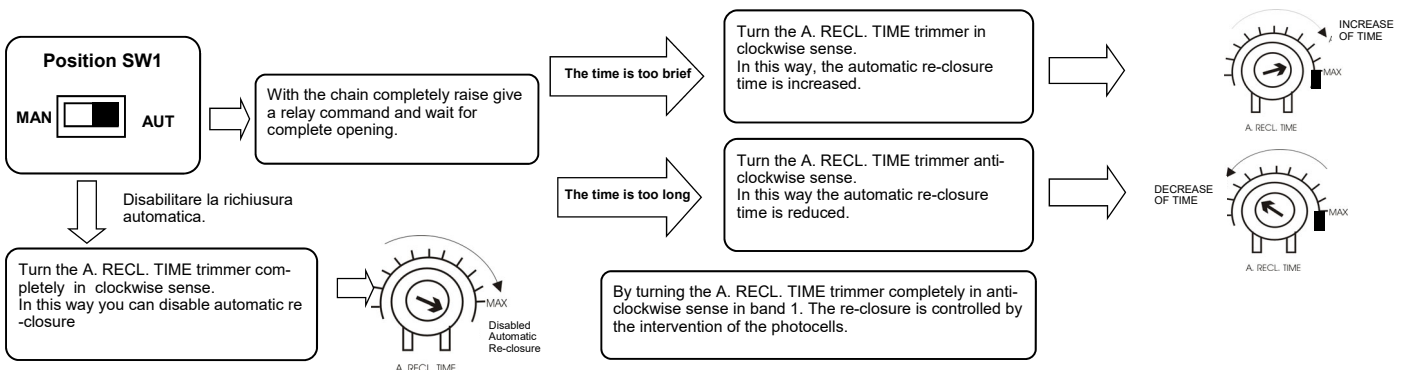 Position SW1
MAN
AUT
With the chain completely raise give
a relay command and wait for
complete opening.
The time is too brief
Turn the A. RECL. TIME trimmer in
clockwise sense.
In this way, the automatic re-closure
time is increased.
INCREASE
OF TIME
MAX
A. RECL. TIME
The time is too long
Turn the A. RECL. TIME trimmer anti-
clockwise sense.
In this way the automatic re-closure
time is reduced.
DECREASE
OF TIME
MAX
A. RECL. TIME
Disabilitare la richiusura
automatica.
Turn the A. RECL. TIME trimmer com-
pletely in clockwise sense.
In this way you can disable automatic re
-closure
MAX
Disabled
Automatic
Re-closure
A. RECL. TIME
By turning the A. RECL. TIME trimmer completely in anti-
clockwise sense in band 1. The re-closure is controlled by
the intervention of the photocells.